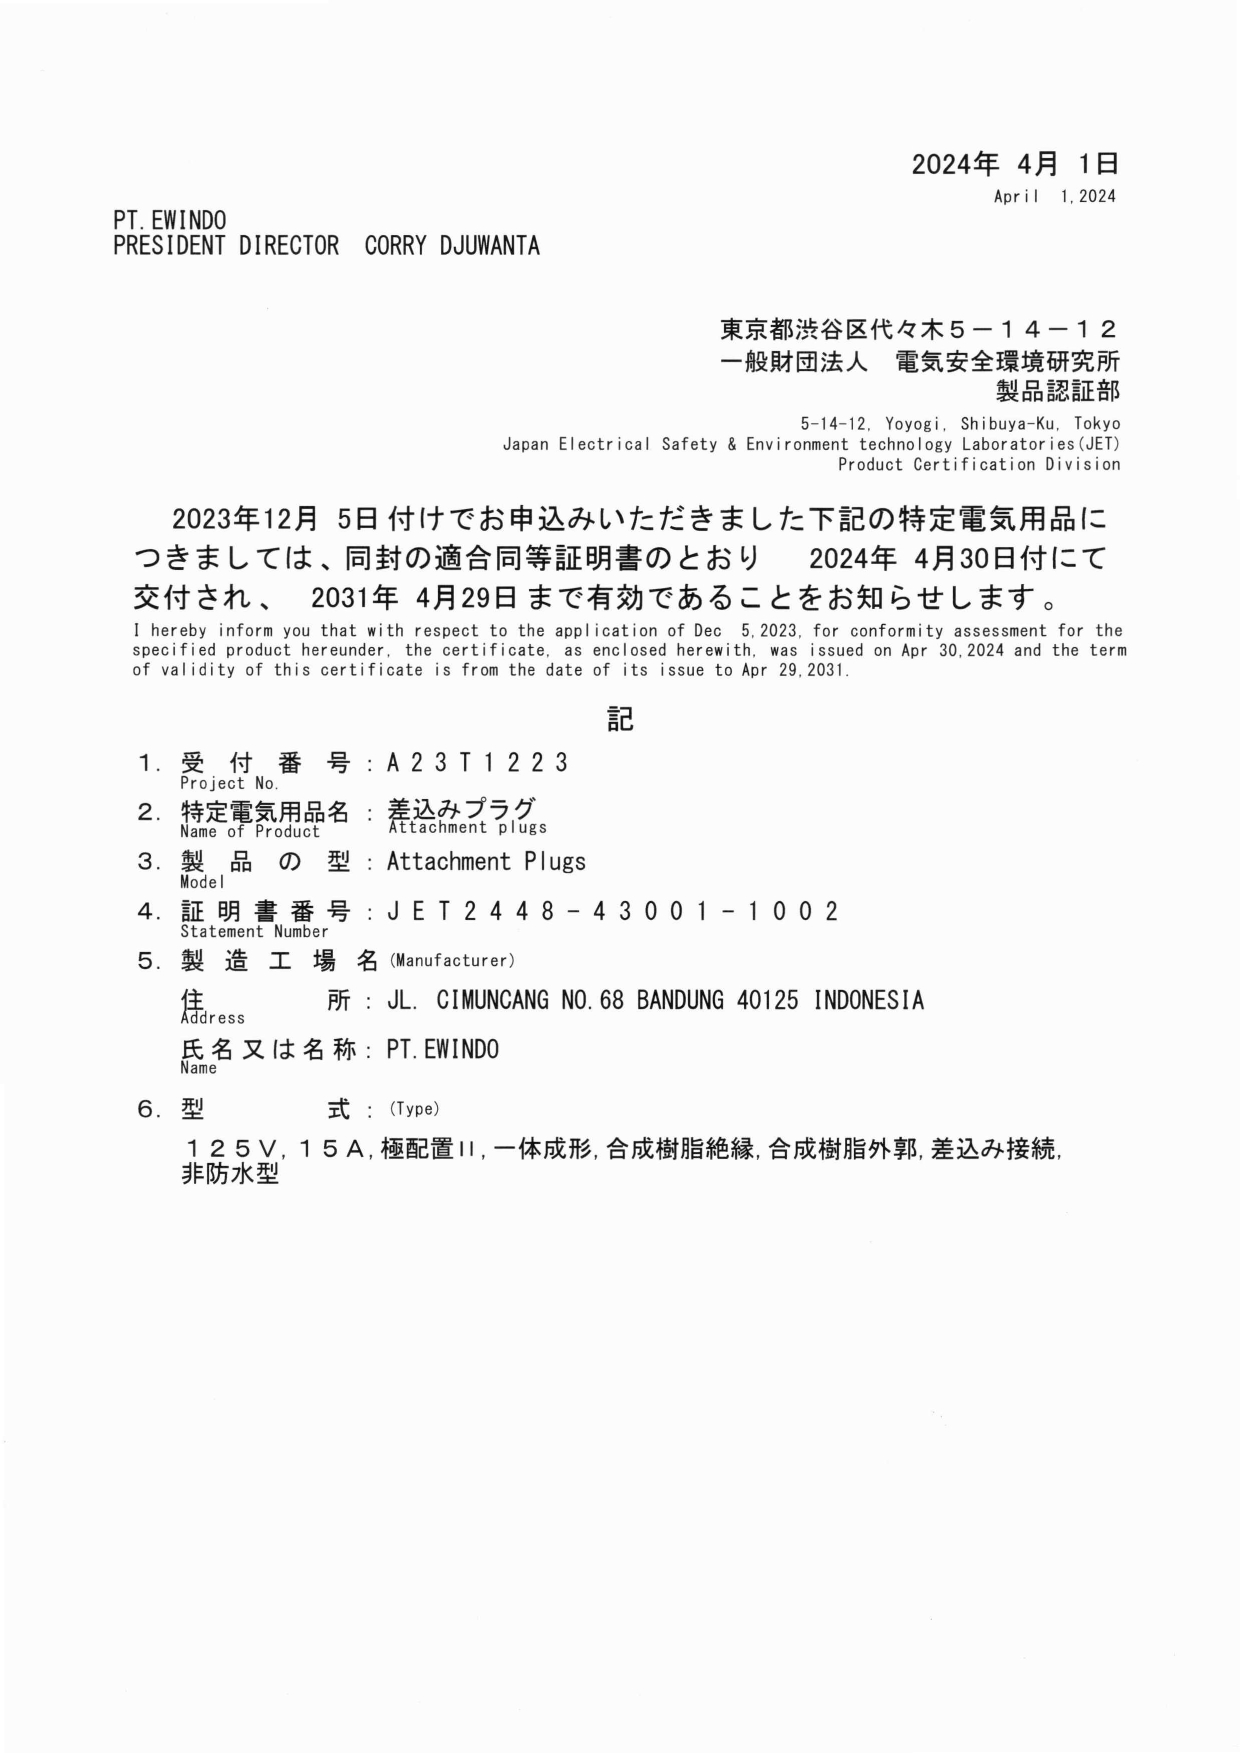 2024年 4月 1日
April 1,2024
PT.EWINDO
PRESIDENT DIRECTOR CORRY DJUWANTA
東京都渋谷区代々木５－１４－１２
一般財団法人 電気安全環境研究所
製品認証部
5-14-12, Yoyogi, Shibuya-Ku, Tokyo
Japan Electrical Safety & Environment technology Laboratories(JET)
Product Certification Division
2023年12月 5日 付けでお申込みいただきました下記の特定電気用品に
つきましては、同封の適合同等証明書のとおり 2024年 4月30日付にて
交付され、 2031年 4月29日 まで有効であることをお知らせします。
I hereby inform you that with respect to the application of Dec 5,2023, for conformity assessment for the
specified product hereunder, the certificate, as enclosed herewith, was issued on Apr 30,2024 and the term
of validity of this certificate is from the date of its issue to Apr 29,2031.
記
1. 受付番号 : Ａ２３Ｔ１２２３
Project No.
2. 特定電気用品名 : 差込みプラグ
Name of Product Attachment plugs
3. 製品の型 : Attachment Plugs
Model
4. 証明書番号 : ＪＥＴ２４４８－４３００１－１００２
Statement Number
5. 製造工場名 (Manufacturer)
住所 : JL. CIMUNCANG NO.68 BANDUNG 40125 INDONESIA
Address
氏名又は名称 : PT.EWINDO
Name
6. 型式 : (Type)
１２５Ｖ,１５Ａ,極配置II,一体成形,合成樹脂絶縁,合成樹脂外郭,差込み接続,
非防水型